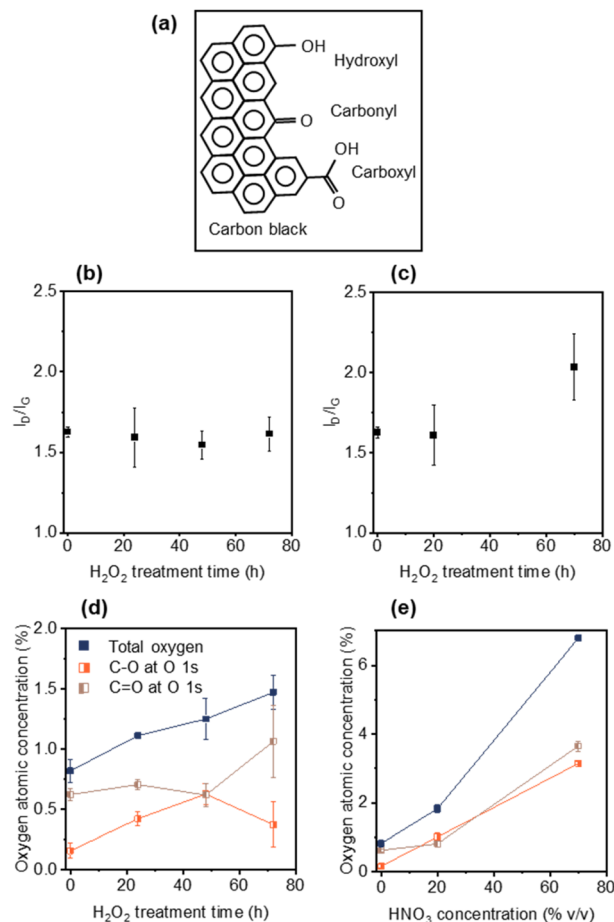 (a)
OH
Hydroxyl
Carbonyl
O
OH
Carboxyl
O
Carbon black
(b)
2.5
2.0
1.5
1.0
I_D/I_G
0 20 40 60 80
H₂O₂ treatment time (h)
(c)
2.5
2.0
1.5
1.0
I_D/I_G
0 20 40 60 80
H₂O₂ treatment time (h)
(d)
2.0
1.5
1.0
0.5
0.0
Oxygen atomic concentration (%)
Total oxygen
C-O at O 1s
C=O at O 1s
0 20 40 60 80
H₂O₂ treatment time (h)
(e)
6
4
2
0
Oxygen atomic concentration (%)
0 20 40 60 80
HNO₃ concentration (% v/v)